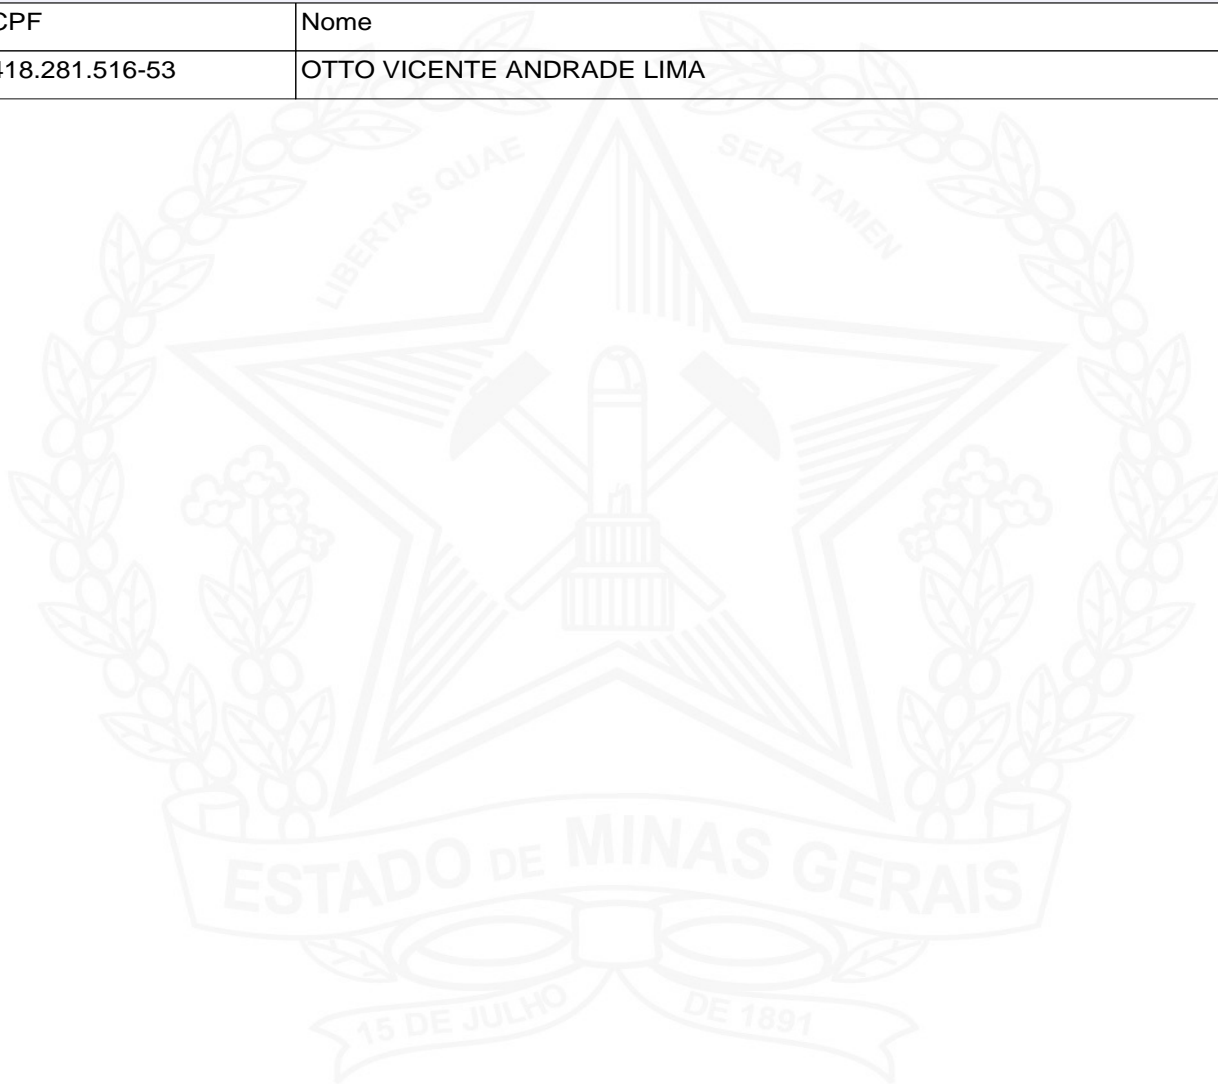 CPF Nome
418.281.516-53 OTTO VICENTE ANDRADE LIMA
LIBERTAS QUAE SERA TAMEN
ESTADO DE MINAS GERAIS
15 DE JULHO DE 1891